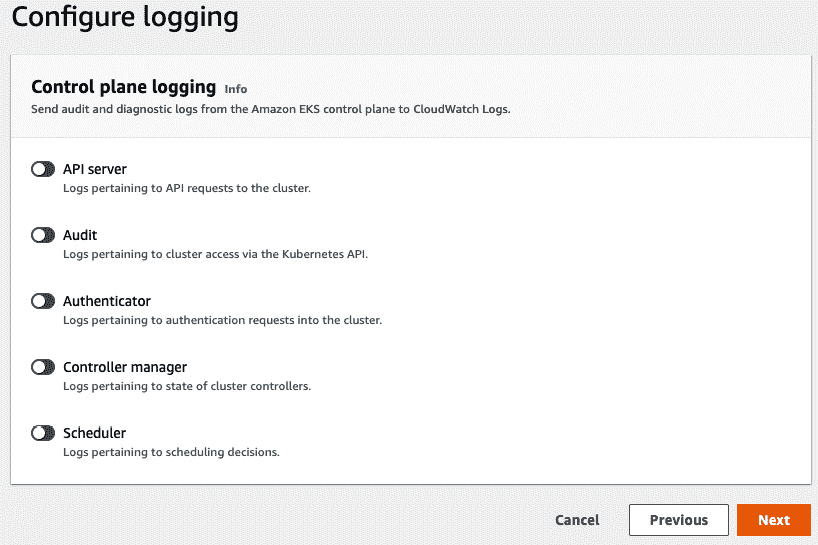 Configure logging
Control plane logging Info
Send audit and diagnostic logs from the Amazon EKS control plane to CloudWatch Logs.
API server
Logs pertaining to API requests to the cluster.
Audit
Logs pertaining to cluster access via the Kubernetes API.
Authenticator
Logs pertaining to authentication requests into the cluster.
Controller manager
Logs pertaining to state of cluster controllers.
Scheduler
Logs pertaining to scheduling decisions.
Cancel Previous Next